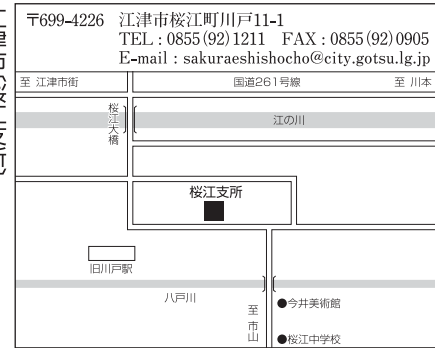 〒699-4226 江津市桜江町川戸11-1
TEL : 0855(92)1211 FAX : 0855(92)0905
E-mail : sakuraeshishocho@city.gotsu.lg.jp
至 江津市街
国道261号線
至 川本
桜江大橋
江の川
桜江支所
旧川戸駅
八戸川
至 市山
●今井美術館
●桜江中学校